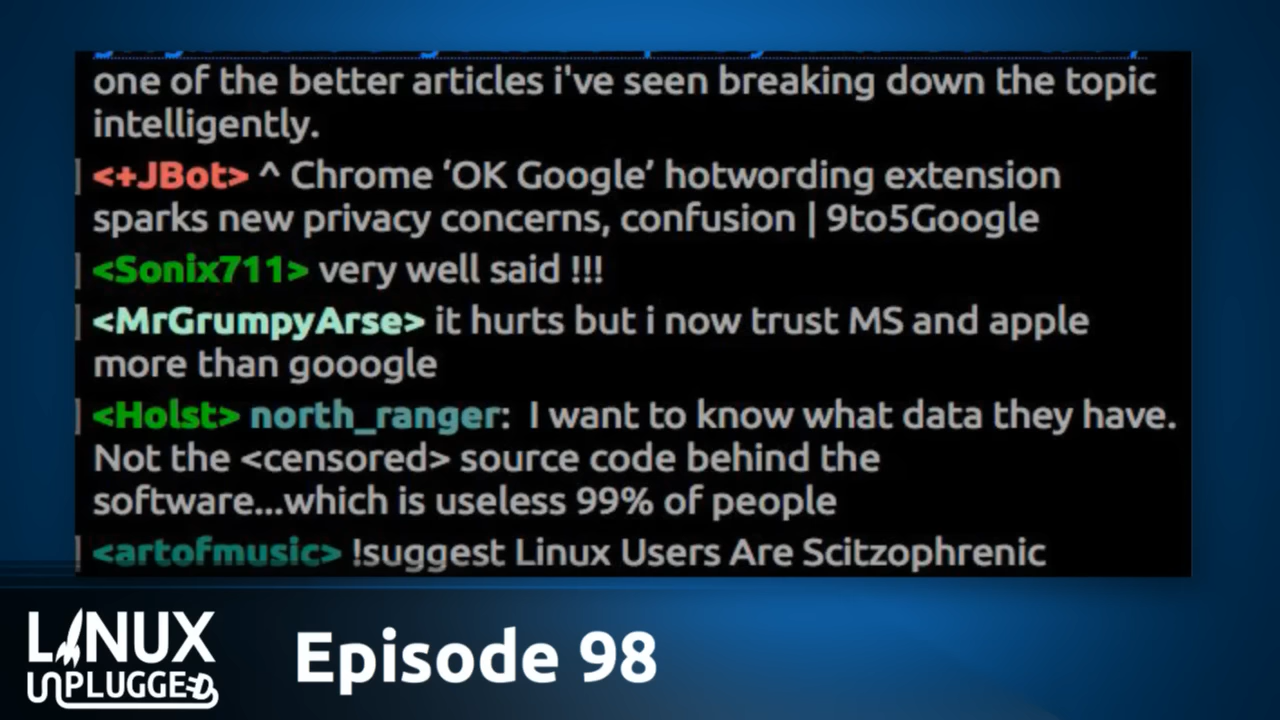 one of the better articles i've seen breaking down the topic
intelligently.
<+JBot> ^ Chrome ‘OK Google’ hotwording extension
sparks new privacy concerns, confusion | 9to5Google
<Sonix711> very well said !!!
<MrGrumpyArse> it hurts but i now trust MS and apple
more than gooogle
<Holst> north_ranger:  I want to know what data they have.
Not the <censored> source code behind the
software...which is useless 99% of people
<artofmusic> !suggest Linux Users Are Scitzophrenic
LINUX
UNPLUGGED
Episode 98